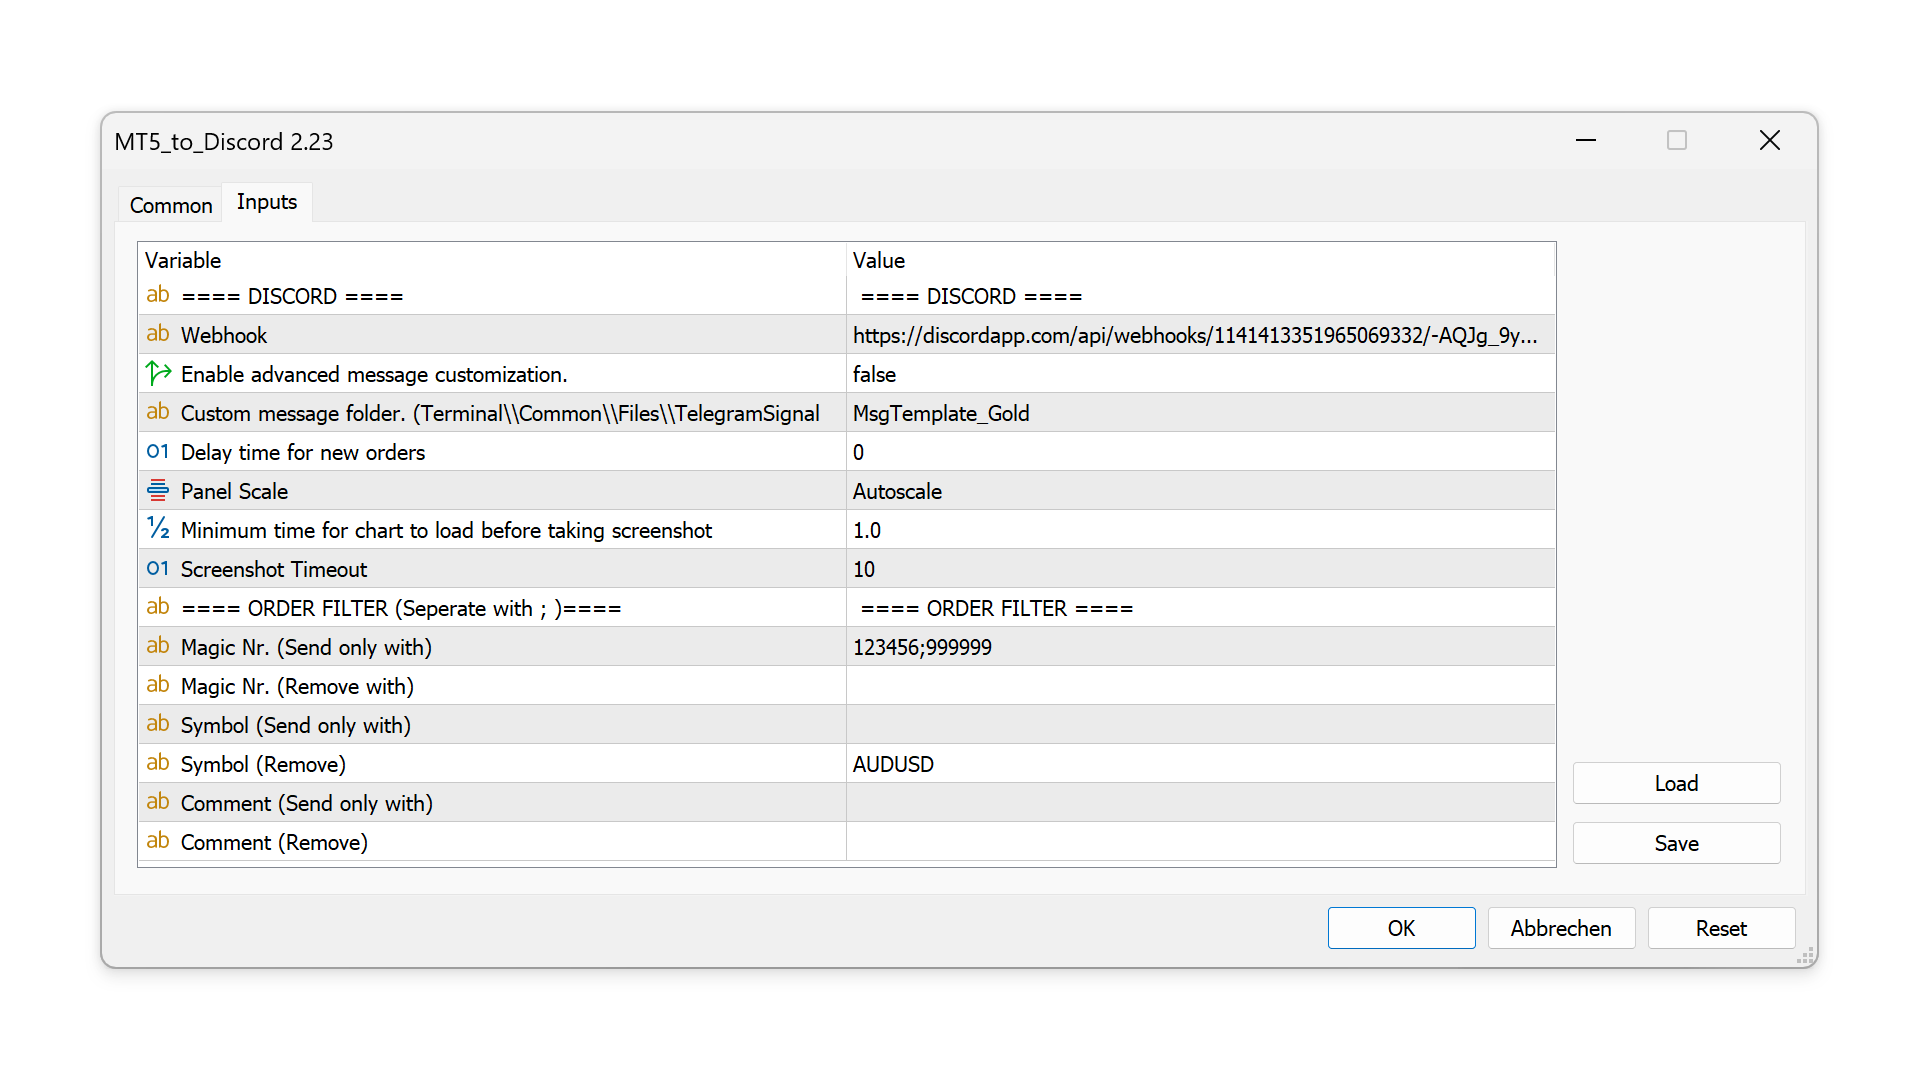 MT5_to_Discord 2.23
Common Inputs
Variable Value
ab ==== DISCORD ==== ==== DISCORD ====
ab Webhook https://discordapp.com/api/webhooks/1141413351965069332/-AQJg_9y...
Enable advanced message customization. false
ab Custom message folder. (Terminal\\Common\\Files\\TelegramSignal MsgTemplate_Gold
01 Delay time for new orders 0
Panel Scale Autoscale
1/2 Minimum time for chart to load before taking screenshot 1.0
01 Screenshot Timeout 10
ab ==== ORDER FILTER (Seperate with ; )==== ==== ORDER FILTER ====
ab Magic Nr. (Send only with) 123456;999999
ab Magic Nr. (Remove with)
ab Symbol (Send only with)
ab Symbol (Remove) AUDUSD
ab Comment (Send only with)
ab Comment (Remove)
Load
Save
OK Abbrechen Reset